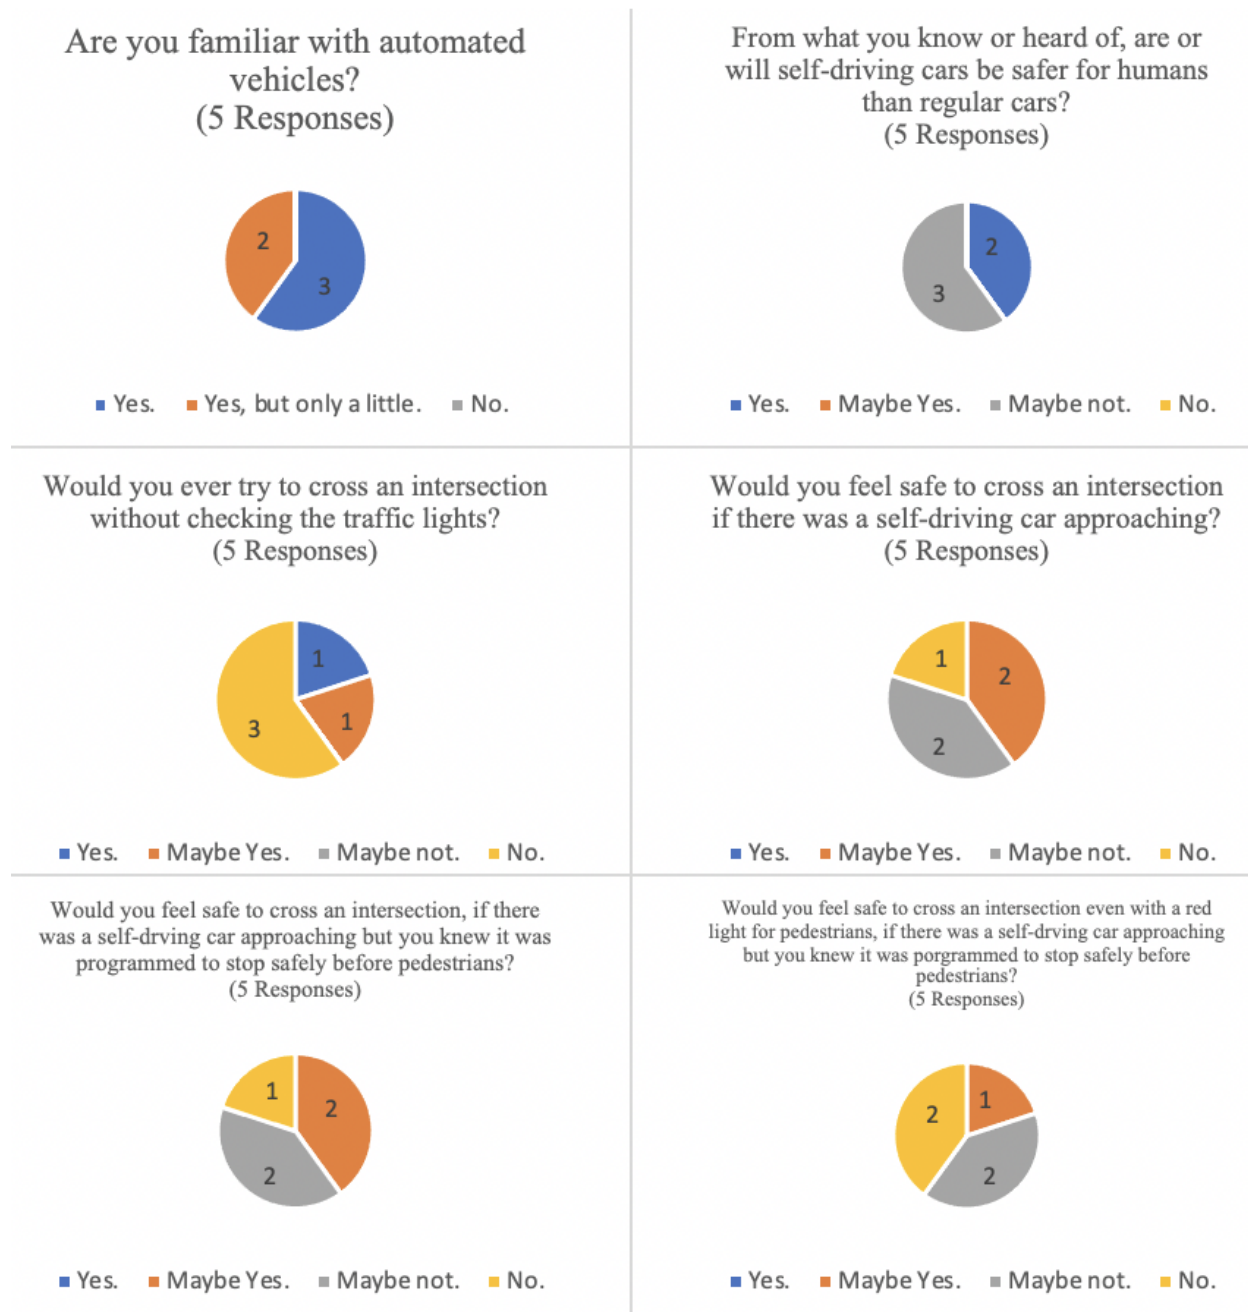 Are you familiar with automated
vehicles?
(5 Responses)
2
3
Yes. Yes, but only a little. No.
From what you know or heard of, are or
will self-driving cars be safer for humans
than regular cars?
(5 Responses)
2
3
Yes. Maybe Yes. Maybe not. No.
Would you ever try to cross an intersection
without checking the traffic lights?
(5 Responses)
1
1
3
Yes. Maybe Yes. Maybe not. No.
Would you feel safe to cross an intersection
if there was a self-driving car approaching?
(5 Responses)
1
2
2
Yes. Maybe Yes. Maybe not. No.
Would you feel safe to cross an intersection, if there
was a self-drving car approaching but you knew it was
programmed to stop safely before pedestrians?
(5 Responses)
1
2
2
Yes. Maybe Yes. Maybe not. No.
Would you feel safe to cross an intersection even with a red
light for pedestrians, if there was a self-drving car approaching
but you knew it was porgrammed to stop safely before
pedestrians?
(5 Responses)
1
2
2
Yes. Maybe Yes. Maybe not. No.